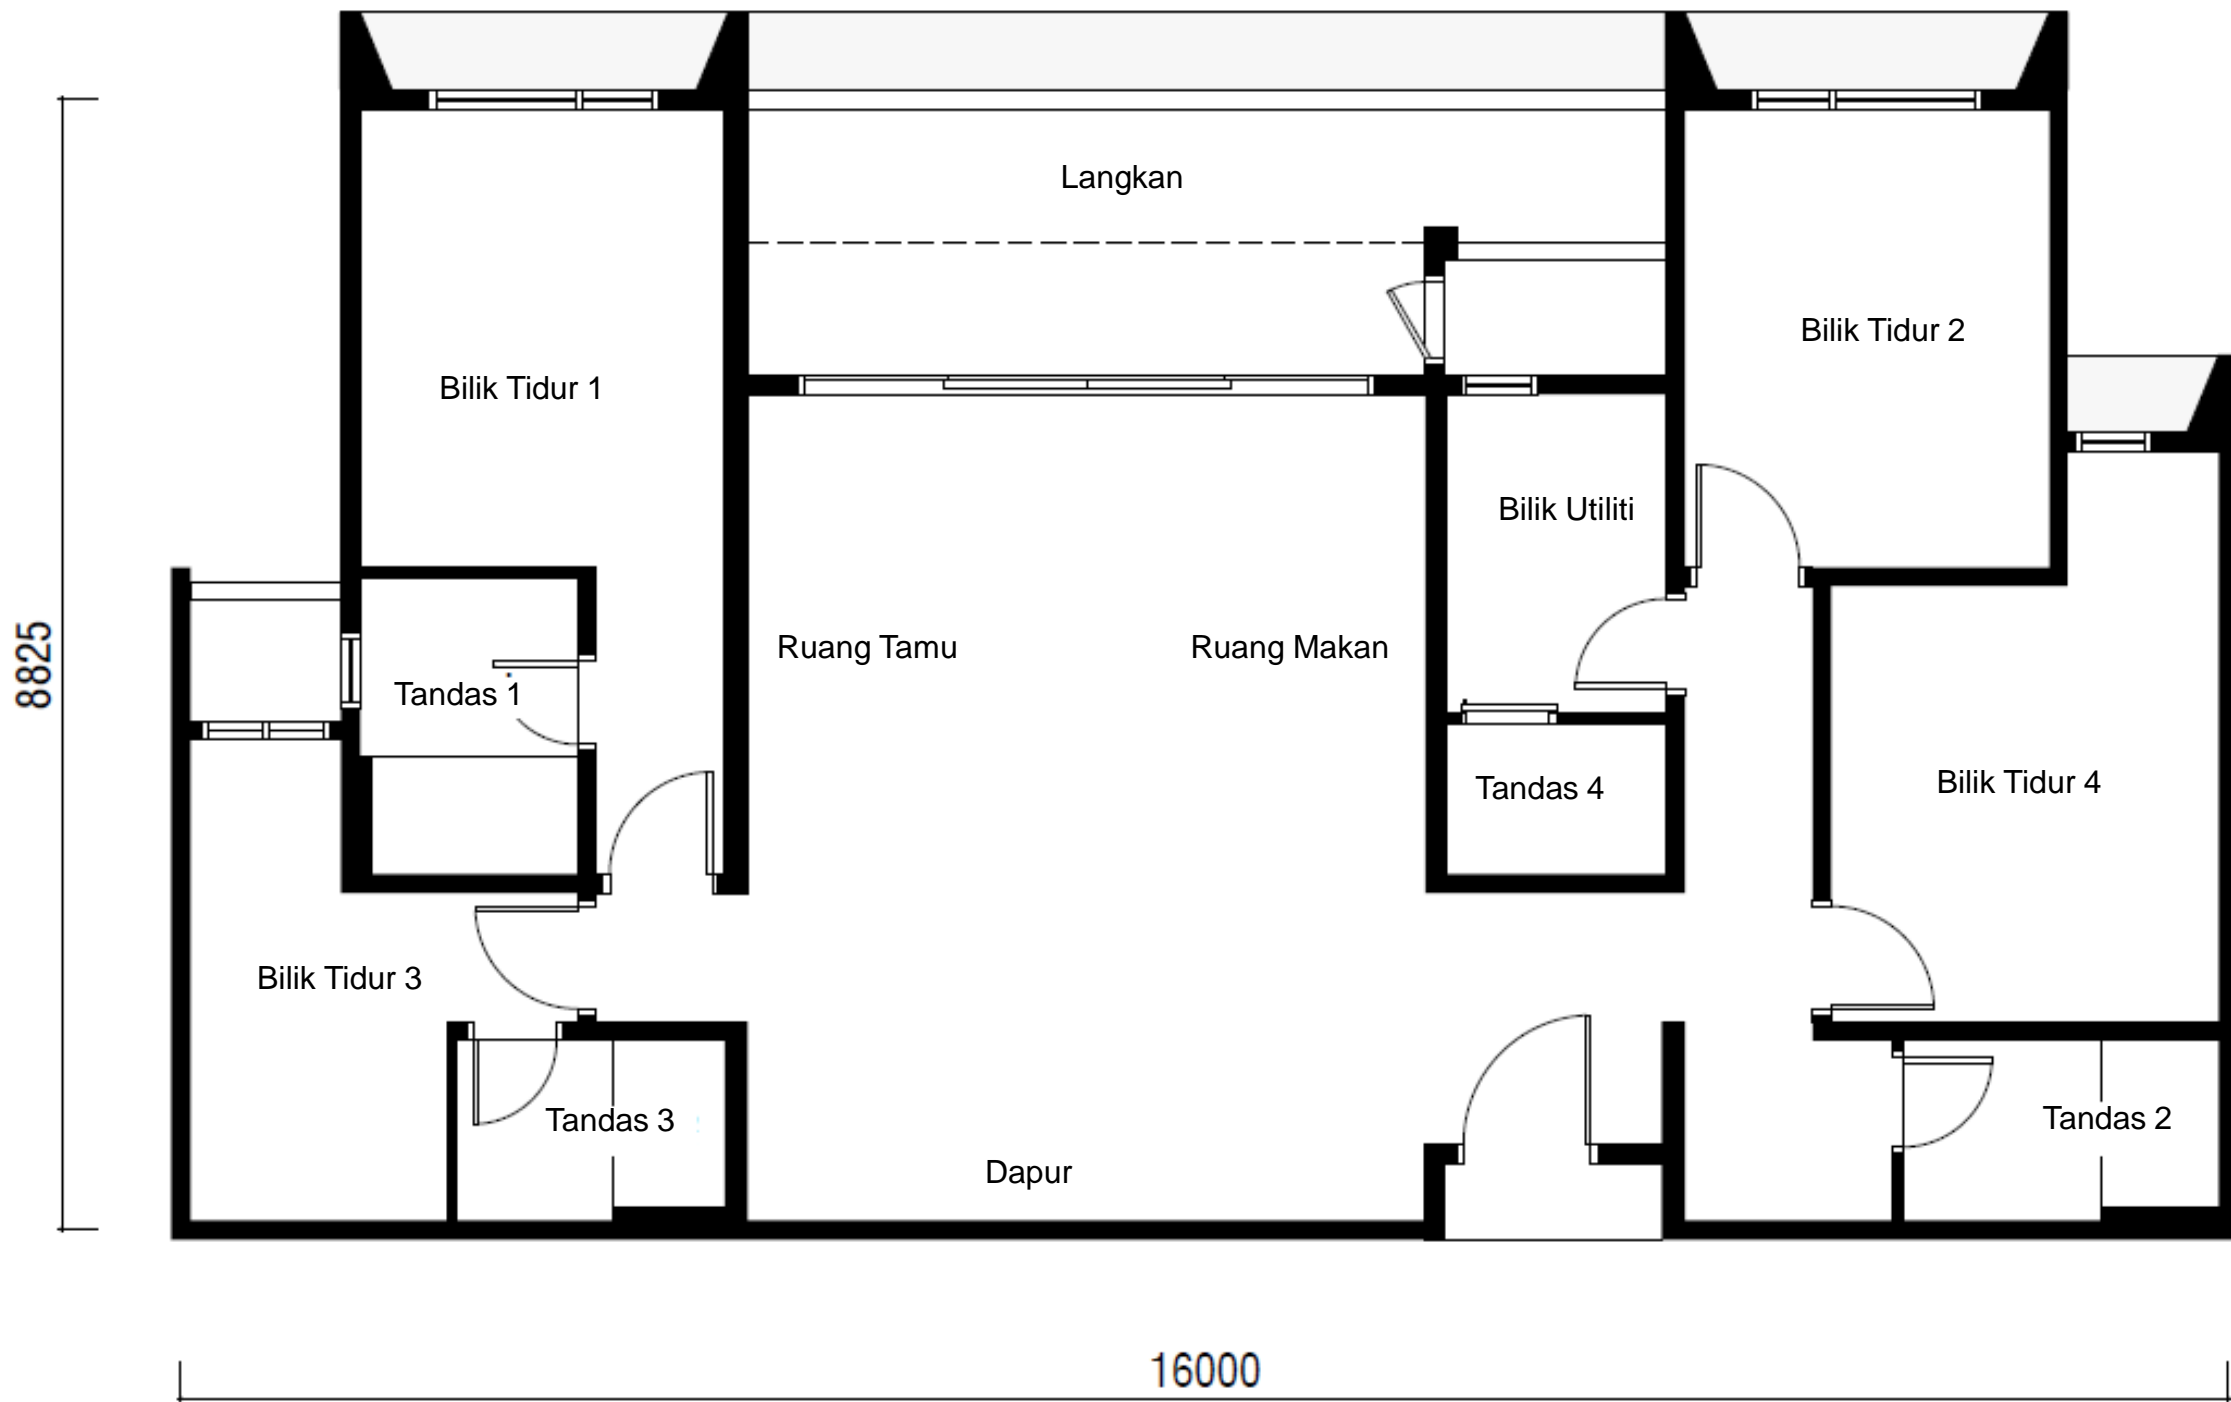 Langkan
Bilik Tidur 2
Bilik Tidur 1
Bilik Utiliti
Ruang Tamu
Ruang Makan
8825
Tandas 1
Tandas 4
Bilik Tidur 4
Bilik Tidur 3
Tandas 3
Tandas 2
Dapur
16000